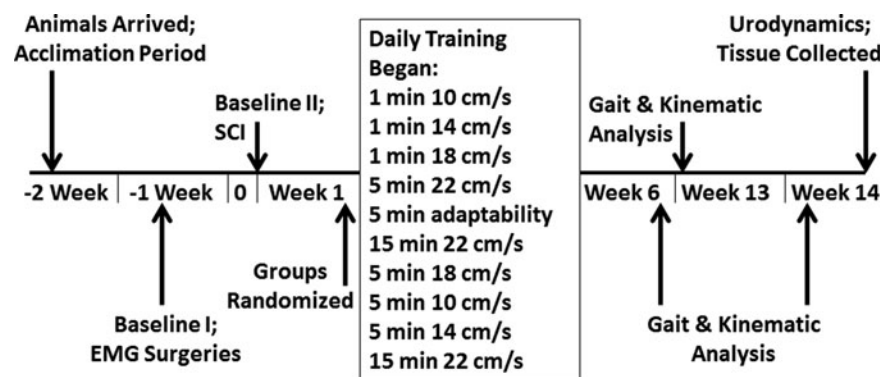 Animals Arrived;
Acclimation Period
Baseline II;
SCI
Daily Training
Began:
1 min 10 cm/s
1 min 14 cm/s
1 min 18 cm/s
5 min 22 cm/s
5 min adaptability
15 min 22 cm/s
5 min 18 cm/s
5 min 10 cm/s
5 min 14 cm/s
15 min 22 cm/s
Urodynamics;
Tissue Collected
Gait & Kinematic
Analysis
-2 Week -1 Week 0 Week 1 Week 6 Week 13 Week 14
Baseline I;
EMG Surgeries
Groups
Randomized
Gait & Kinematic
Analysis